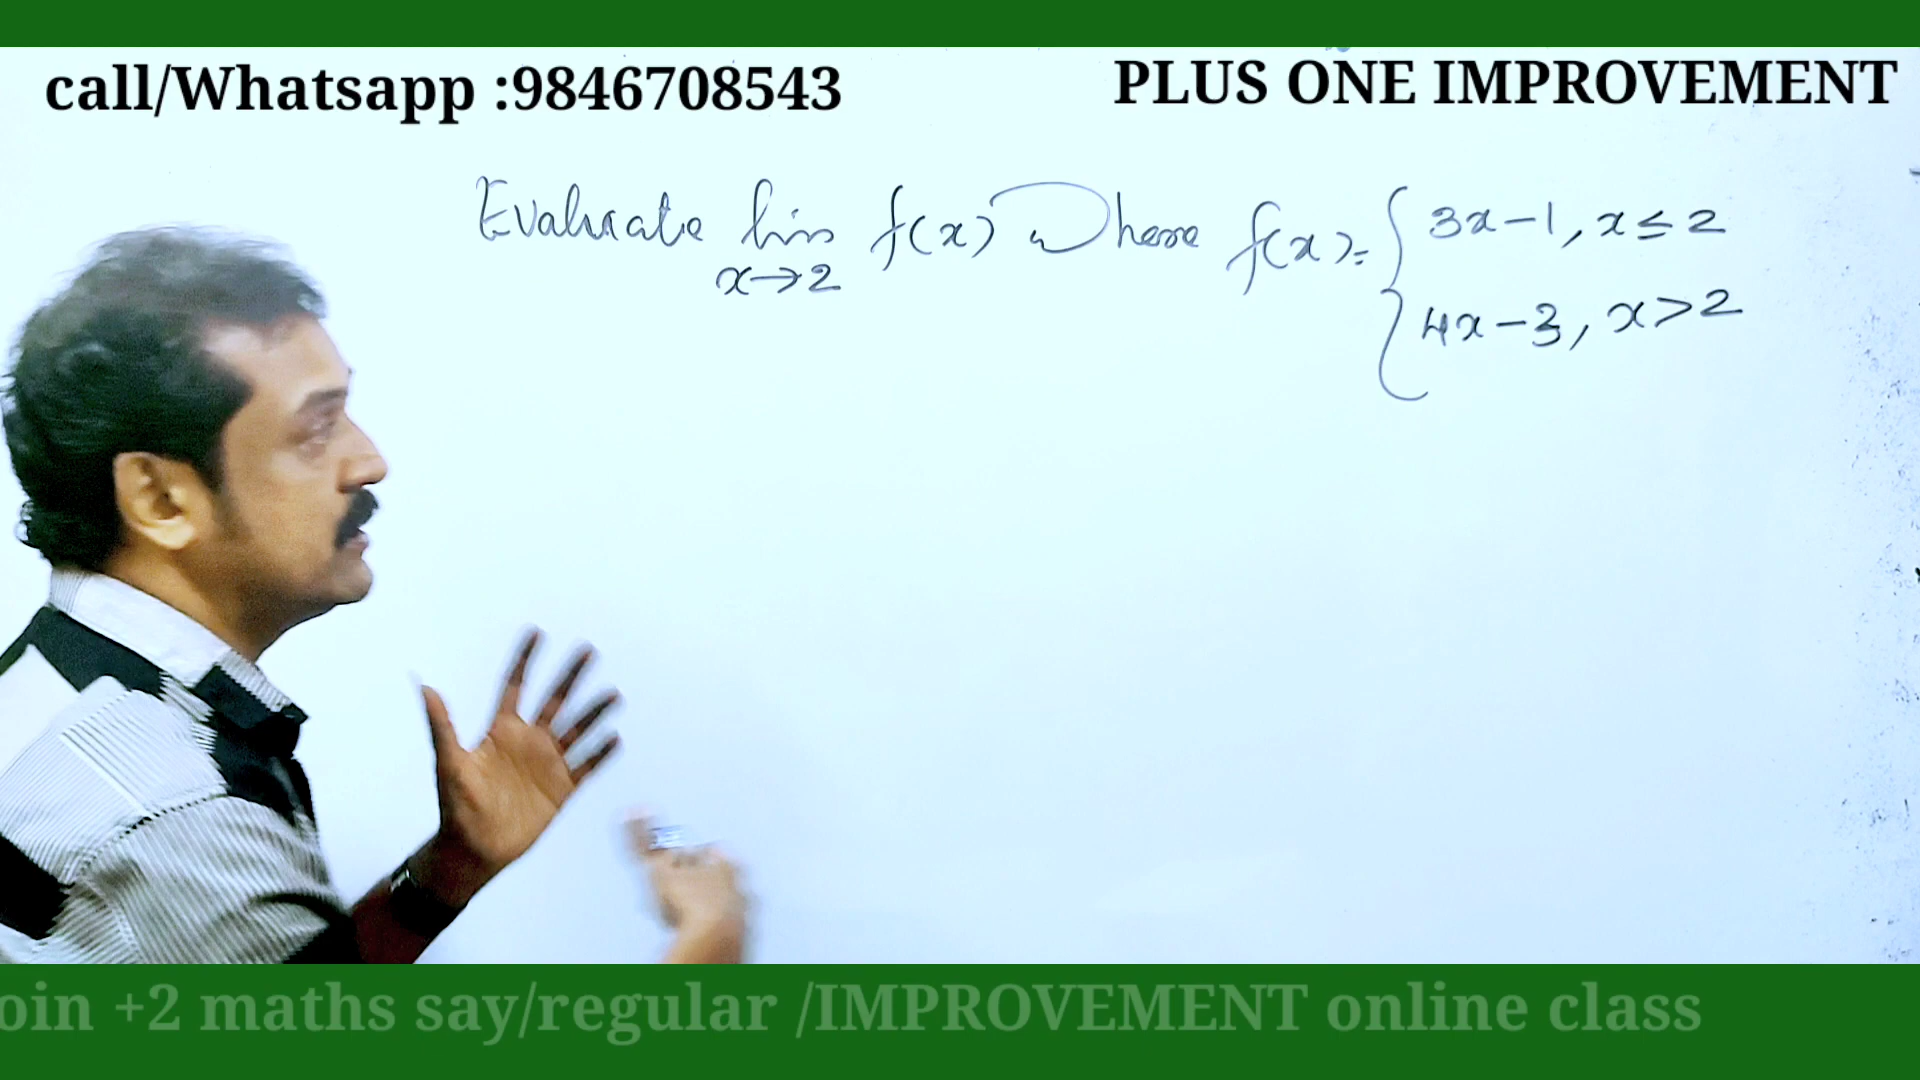 call/Whatsapp :9846708543
PLUS ONE IMPROVEMENT
Evaluate lim f(x) where f(x) = { 3x-1, x ≤ 2
x→2
4x-3, x>2
oin +2 maths say/regular /IMPROVEMENT online class